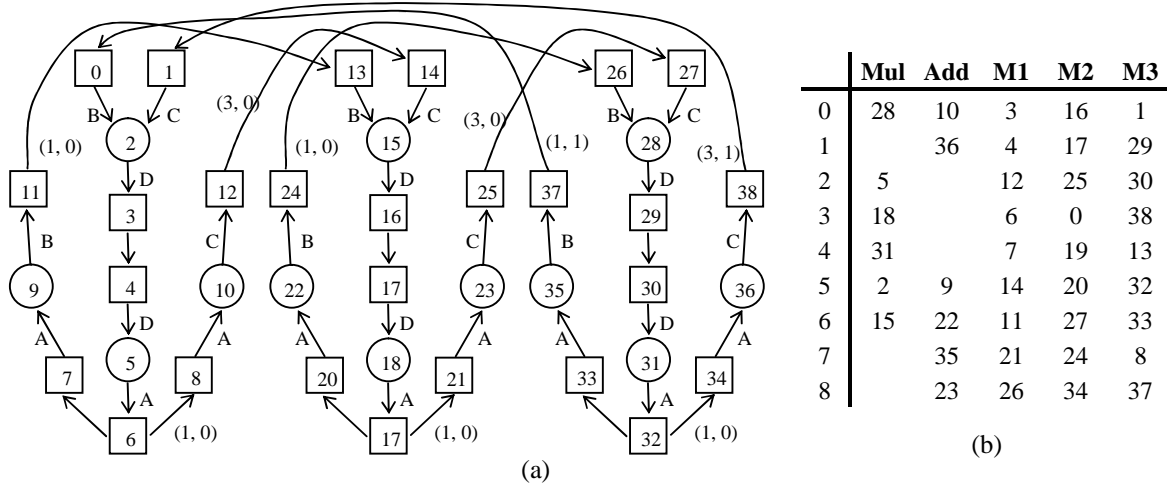 0 1 13 14 26 27
(3, 0)
B C B C B C
(3, 0)
2 15 28
(1, 0) (1, 0) (1, 1) (3, 1)
D D D
11 12 24 25 37 38
3 16 29
B C B C B C
9 4 10 22 17 23 35 30 36
D D D
A A A A A A
5 18 31
7 8 20 21 33 34
A A A
6 (1, 0) 17 (1, 0) 32 (1, 0)
(a)
Mul Add M1 M2 M3
0 28 10 3 16 1
1 36 4 17 29
2 5 12 25 30
3 18 6 0 38
4 31 7 19 13
5 2 9 14 20 32
6 15 22 11 27 33
7 35 21 24 8
8 23 26 34 37
(b)